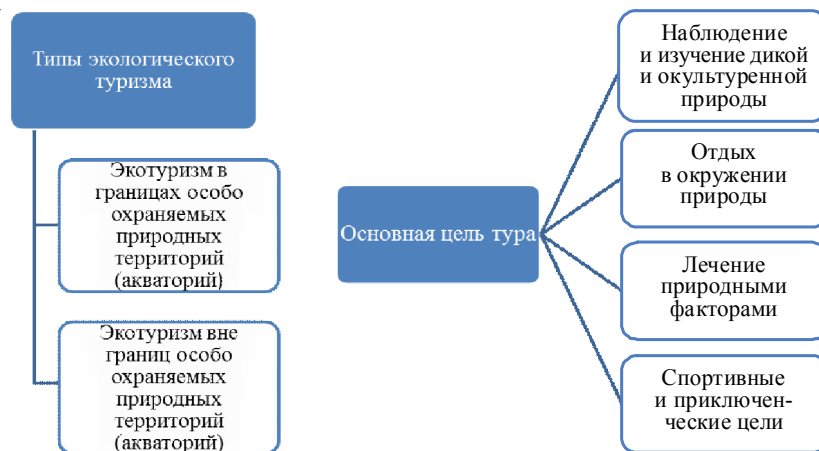 Типы экологического
туризма
Экотуризм в
границах особо
охраняемых
природных
территорий
(акваторий)
Экотуризм вне
границ особо
охраняемых
природных
территорий
(акваторий)
Основная цель тура
Наблюдение
и изучение дикой
и окультуренной
природы
Отдых
в окружении
природы
Лечение
природными
факторами
Спортивные
и приключен-
ческие цели